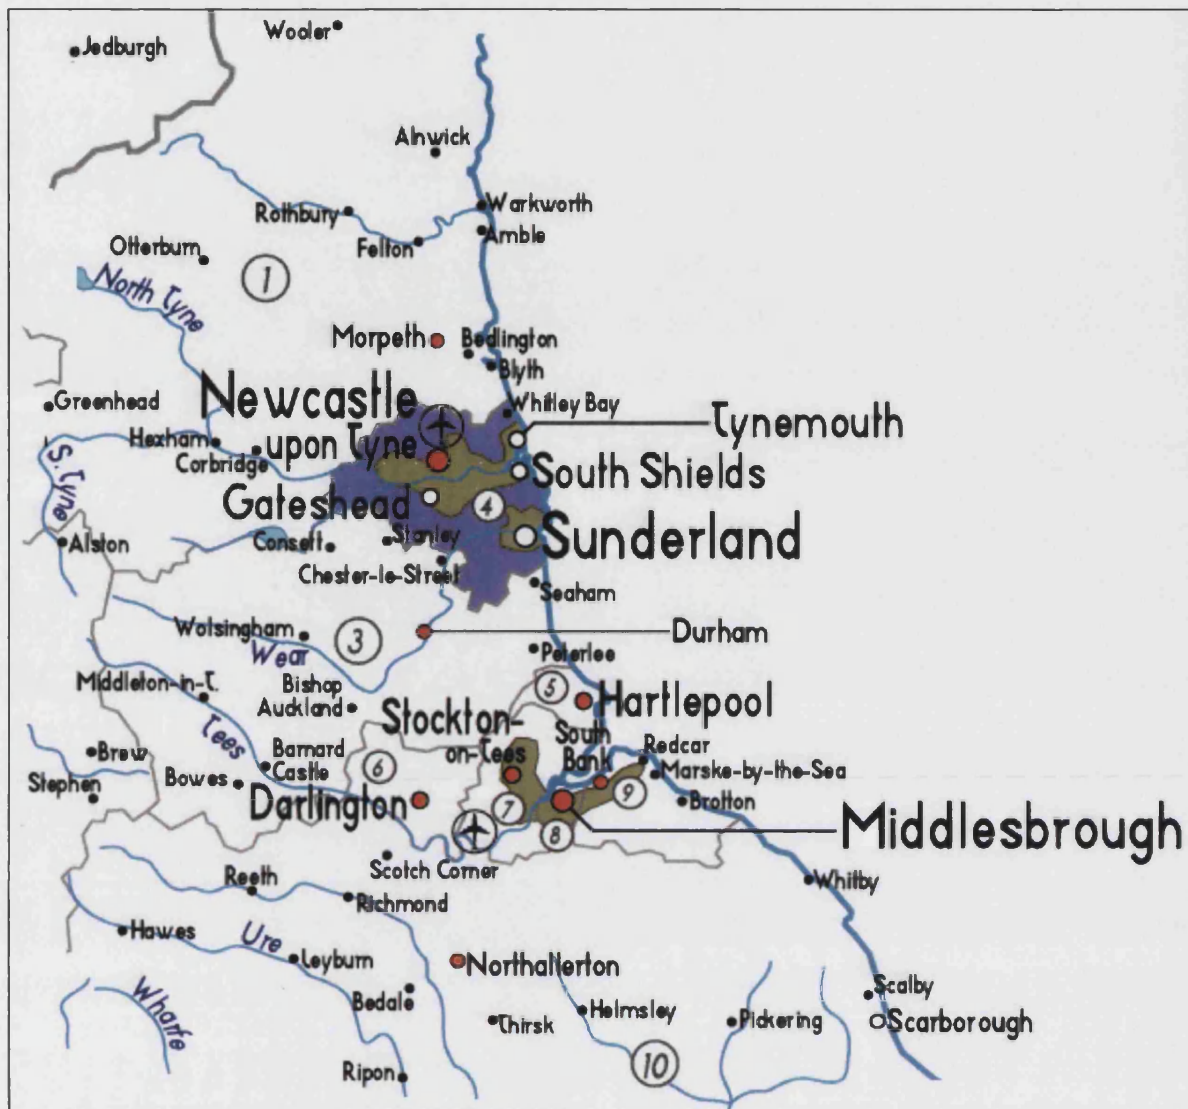 Wooler
Jedburgh
Alnwick
Rothbury
Warkworth
Felton
Amble
Otterburn
1
North Tyne
Morpeth
Bedlington
Blyth
Newcastle
upon Tyne
Whitley Bay
Greenhead
Tynemouth
Hexham
Corbridge
South Shields
S. Tyne
Gateshead
4
Sunderland
Alston
Consett
Stanley
Chester-le-Street
Seaham
Wolsingham
3
Durham
Wear
Peterlee
Middleton-in-T.
Bishop
Auckland
5
Hartlepool
Stockton-
on-Tees
South
Bank
Tees
Redcar
Brew
Barnard
Castle
6
Marske-by-the-Sea
Stephen
Bowes
Darlington
7
9
Brotton
8
Middlesbrough
Scotch Corner
Reeth
Richmond
Whitby
Hawes
Ure
Leyburn
Northallerton
Wharfe
Bedale
Thirsk
Helmsley
Pickering
Scalby
Scarborough
10
Ripon